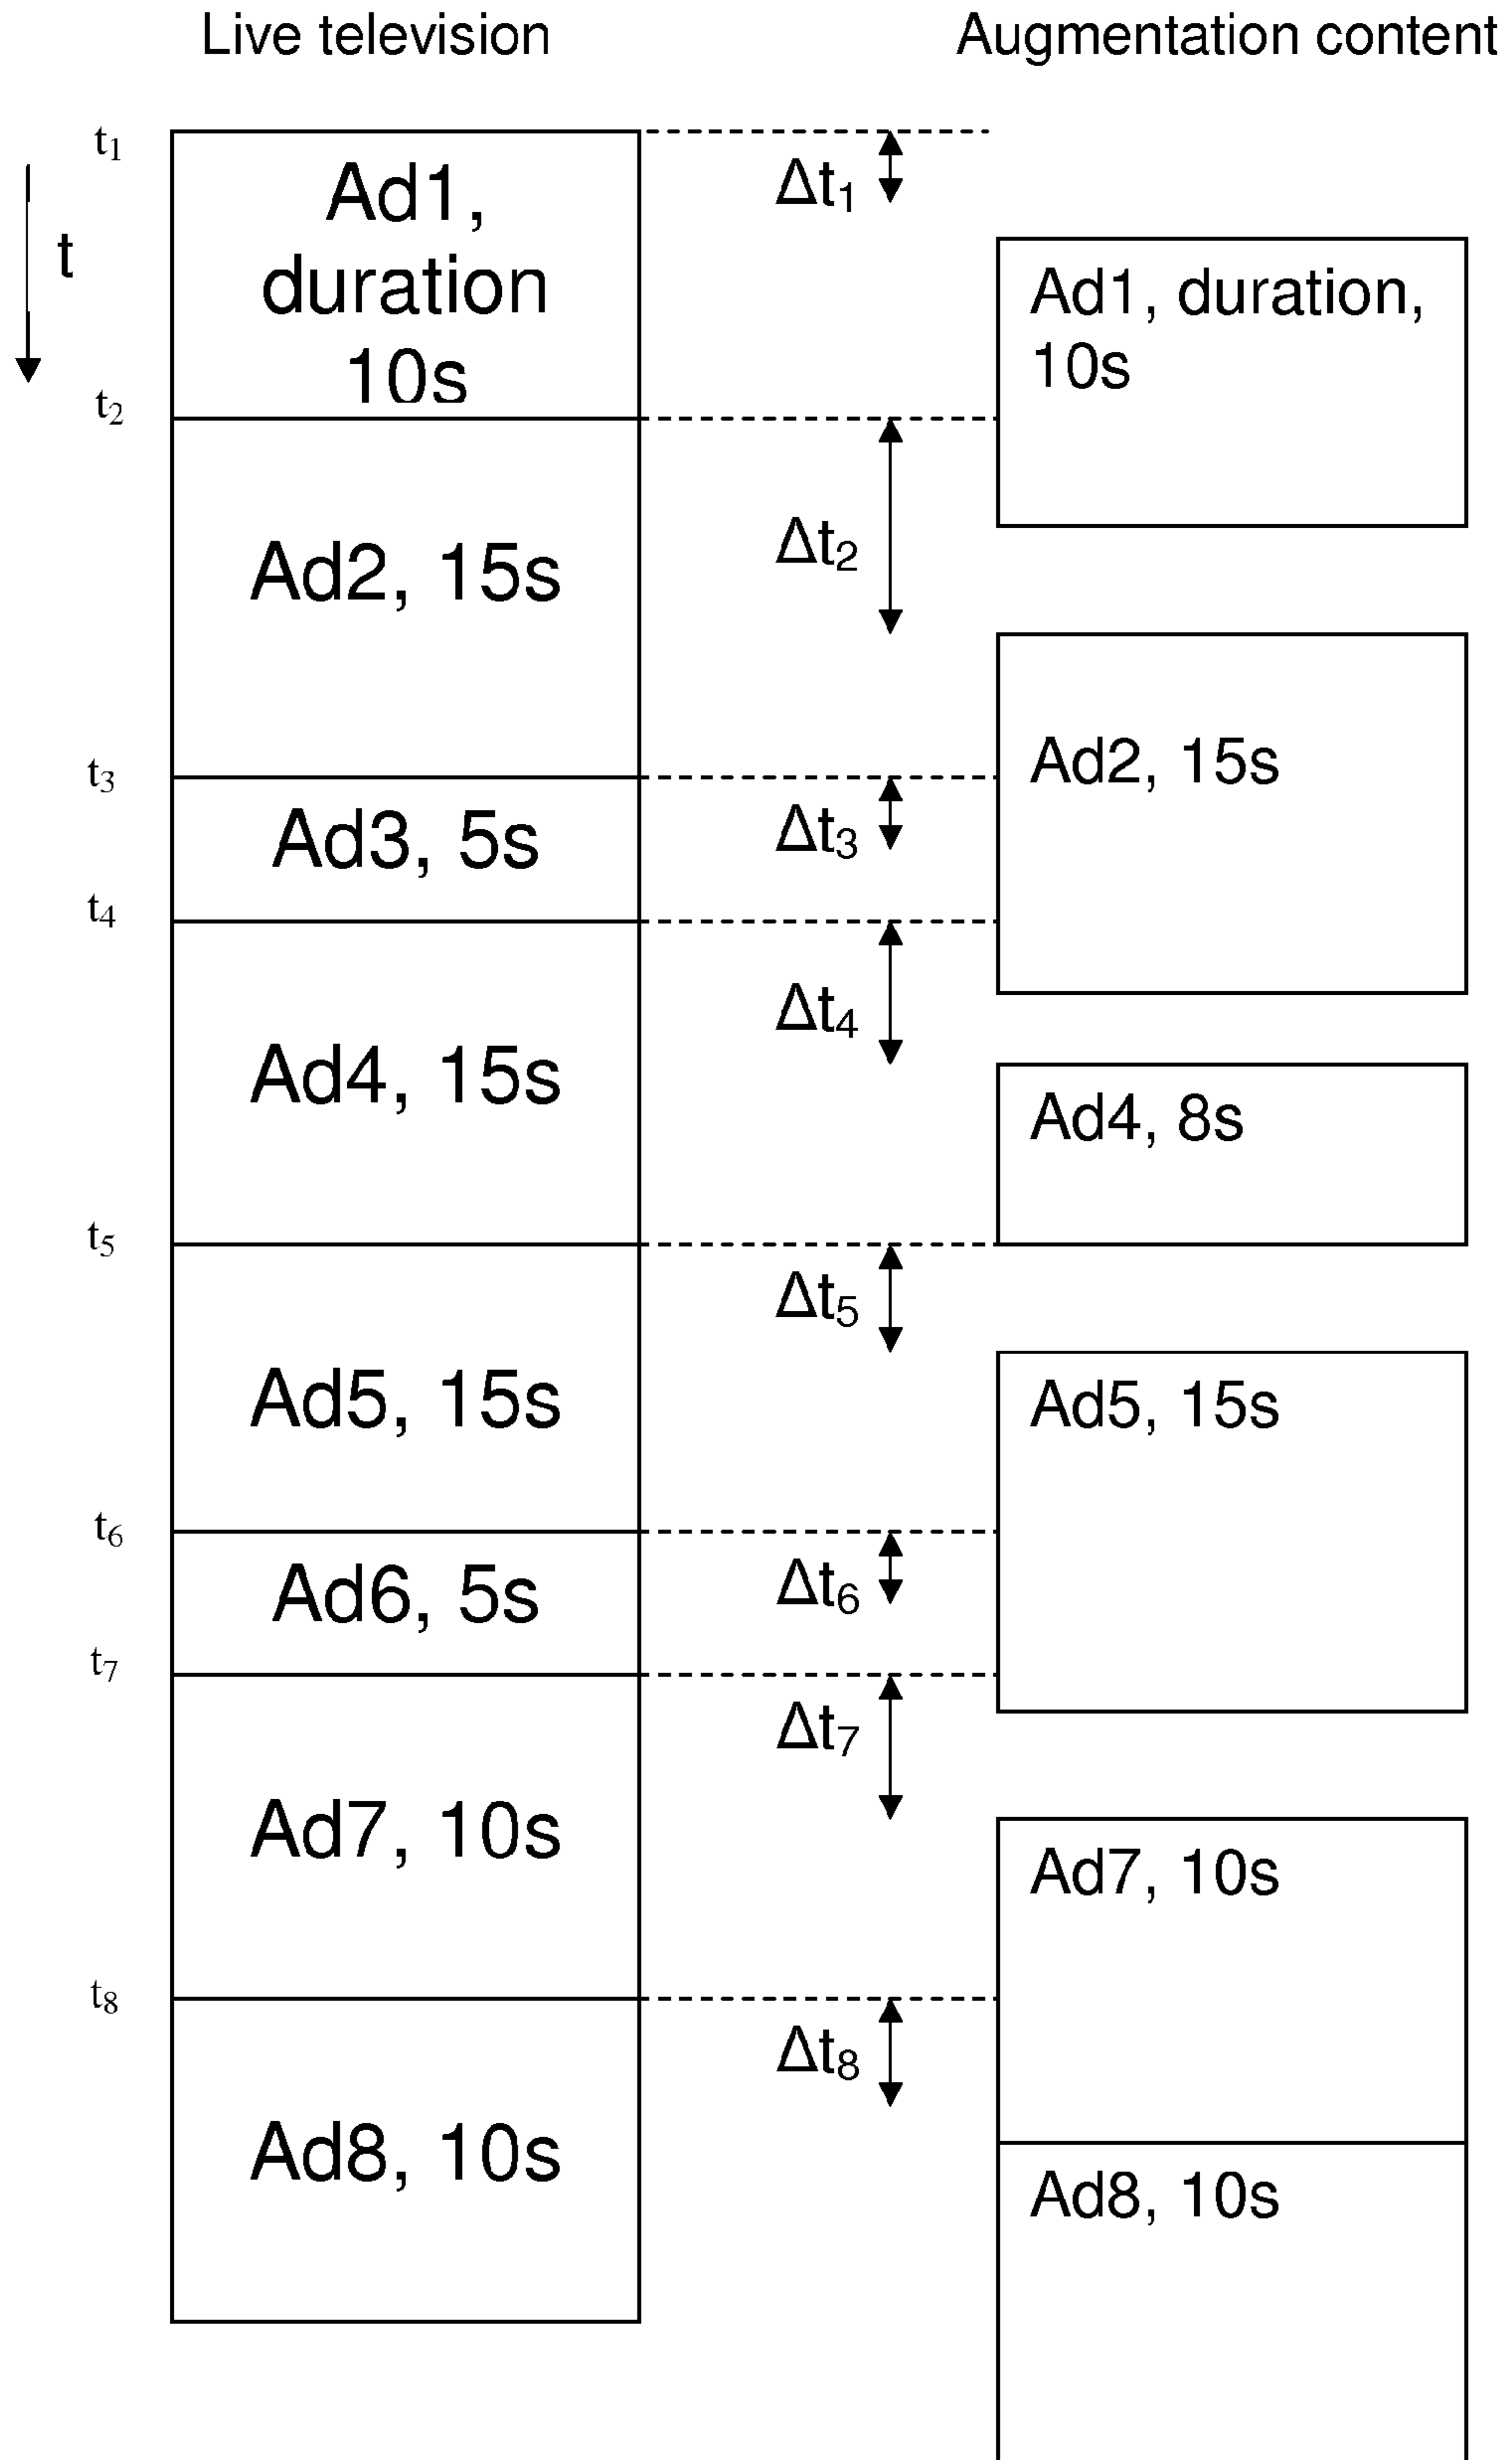 Live television
Augmentation content
t1
Δt1
t
Ad1,
duration
10s
Ad1, duration,
10s
t2
Ad2, 15s
Δt2
Ad2, 15s
t3
Ad3, 5s
Δt3
t4
Ad4, 15s
Δt4
Ad4, 8s
t5
Ad5, 15s
Δt5
Ad5, 15s
t6
Ad6, 5s
Δt6
t7
Δt7
Ad7, 10s
Ad7, 10s
t8
Δt8
Ad8, 10s
Ad8, 10s